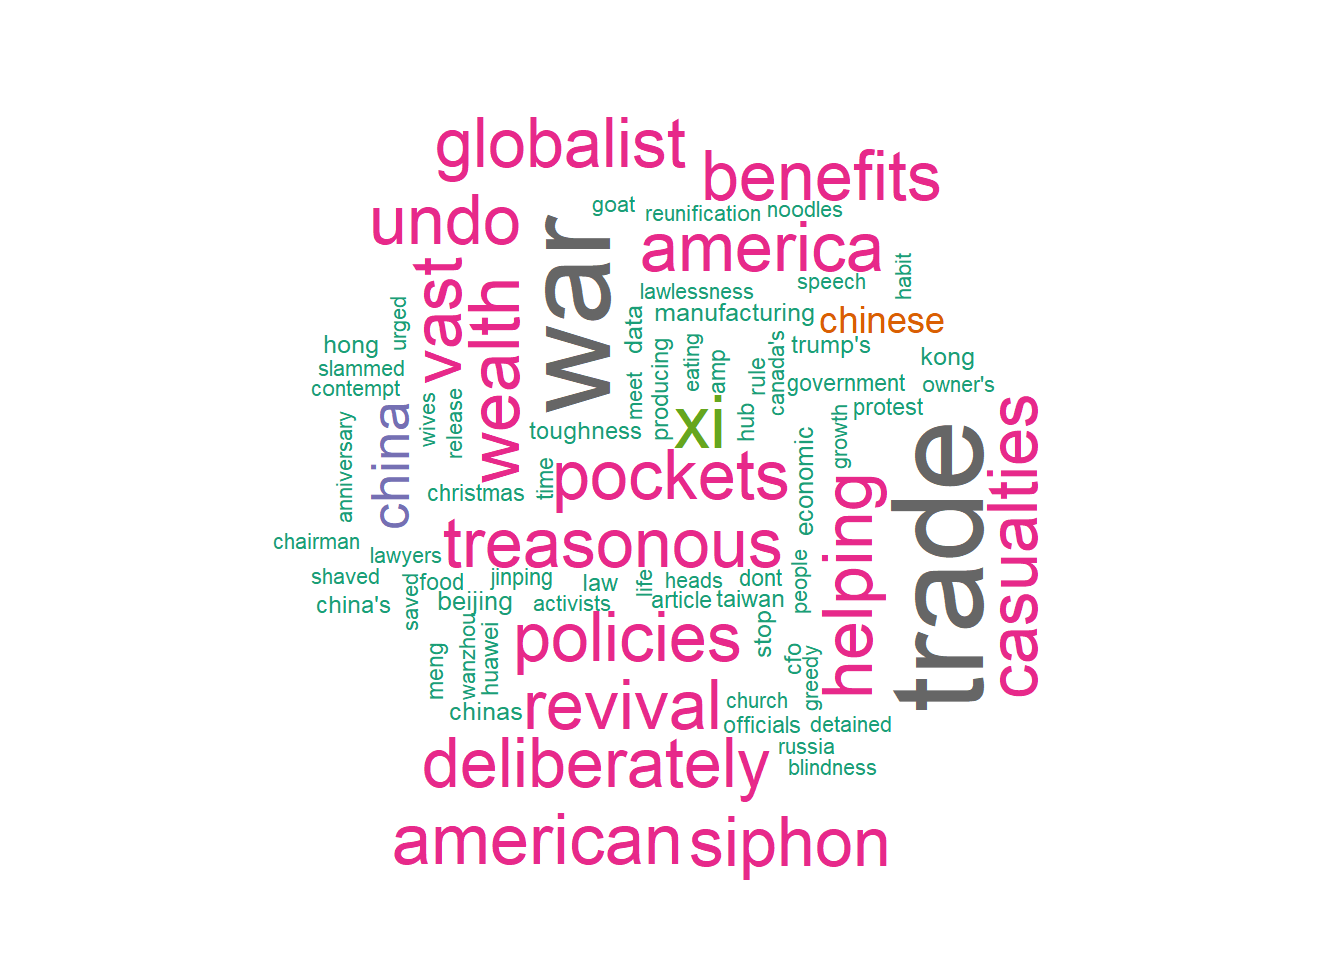 globalist
benefits
undo
goat
reunification
noodles
war
america
vast
wealth
lawlessness
speech
habit
urged
data
manufacturing
chinese
hong
slammed
contempt
meet
producing
eating
amp
rule
canada's
trump's
kong
government
owner's
protest
china
wives
release
toughness
xi
hub
growth
casualties
anniversary
christmas
time
pockets
economic
helping
trade
chairman
lawyers
treasonous
shaved
food
jinping
law
life
heads
dont
people
china's
saved
beijing
activists
article
taiwan
meng
wanzhou
huawei
policies
stop
cfo
greedy
chinas
revival
church
officials
detained
russia
deliberately
blindness
american
siphon